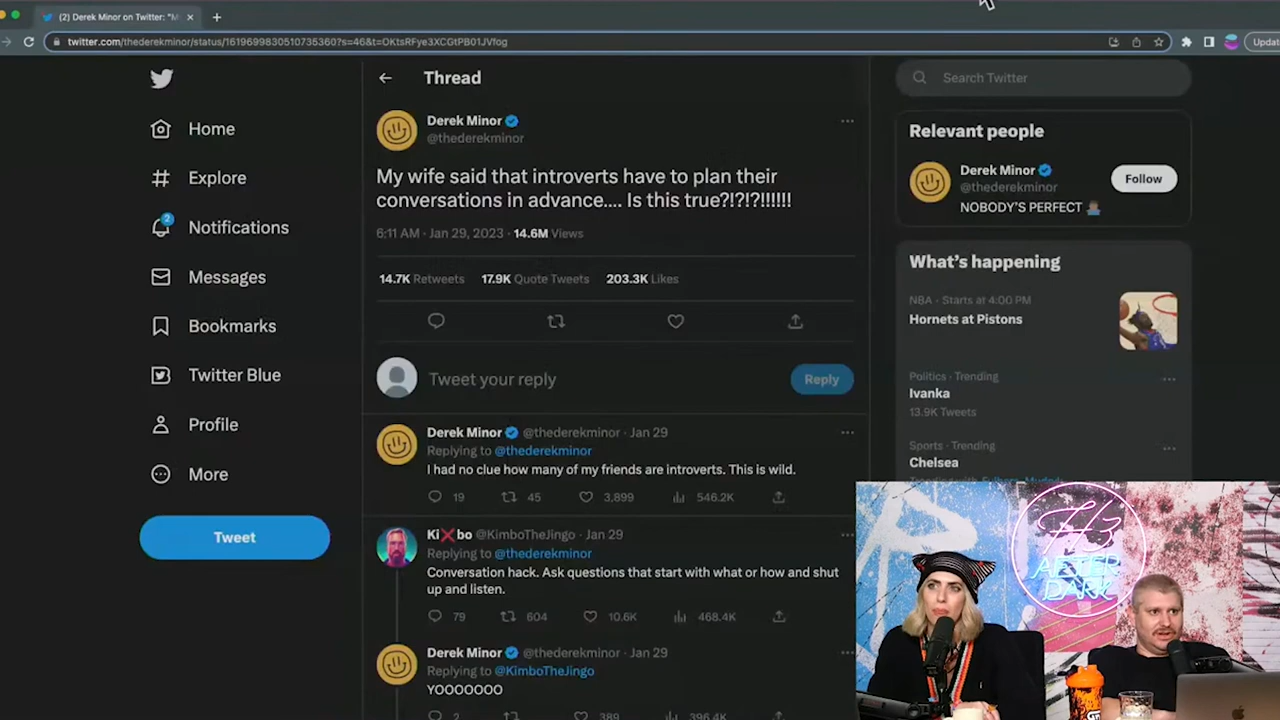 (2) Derek Minor on Twitter: "M
twitter.com/thederekminor/status/1619699830510735360?s=46&t=OKtsRFye3XCGtPB01JVfog
Updat
Home
Explore
2
Notifications
Messages
Bookmarks
Twitter Blue
Profile
More
Tweet
Thread
Derek Minor
@thederekminor
My wife said that introverts have to plan their
conversations in advance.... Is this true?!?!?!!!!!!
6:11 AM · Jan 29, 2023 · 14.6M Views
14.7K Retweets 17.9K Quote Tweets 203.3K Likes
Tweet your reply
Reply
Derek Minor @thederekminor · Jan 29
Replying to @thederekminor
I had no clue how many of my friends are introverts. This is wild.
19 45 3,899 546.2K
Ki❌bo @KimboTheJingo · Jan 29
Replying to @thederekminor
Conversation hack. Ask questions that start with what or how and shut
up and listen.
79 604 10.6K 468.4K
Derek Minor @thederekminor · Jan 29
Replying to @KimboTheJingo
YOOOOOOO
2 389 396.4K
Search Twitter
Relevant people
Derek Minor
@thederekminor
Follow
NOBODY'S PERFECT
What's happening
NBA · Starts at 4:00 PM
Hornets at Pistons
Politics · Trending
Ivanka
13.9K Tweets
Sports · Trending
Chelsea
H3
AFTER
DARK